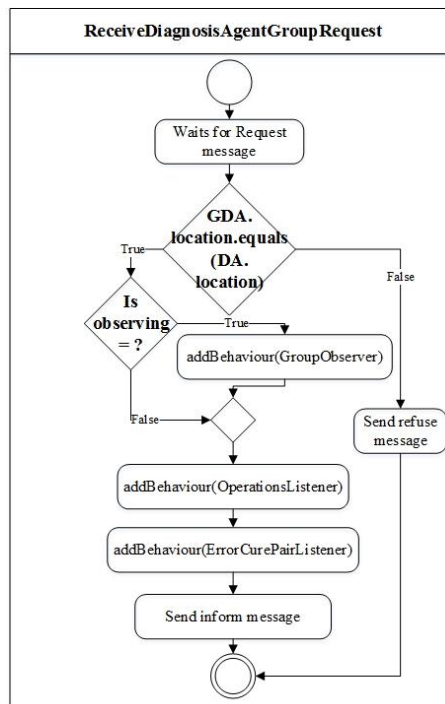 ReceiveDiagnosisAgentGroupRequest
Waits for Request
message
GDA.
location.equals
(DA.
location)
True
False
Is
observing
= ?
True
addBehaviour(GroupObserver)
False
Send refuse
message
addBehaviour(OperationsListener)
addBehaviour(ErrorCurePairListener)
Send inform message